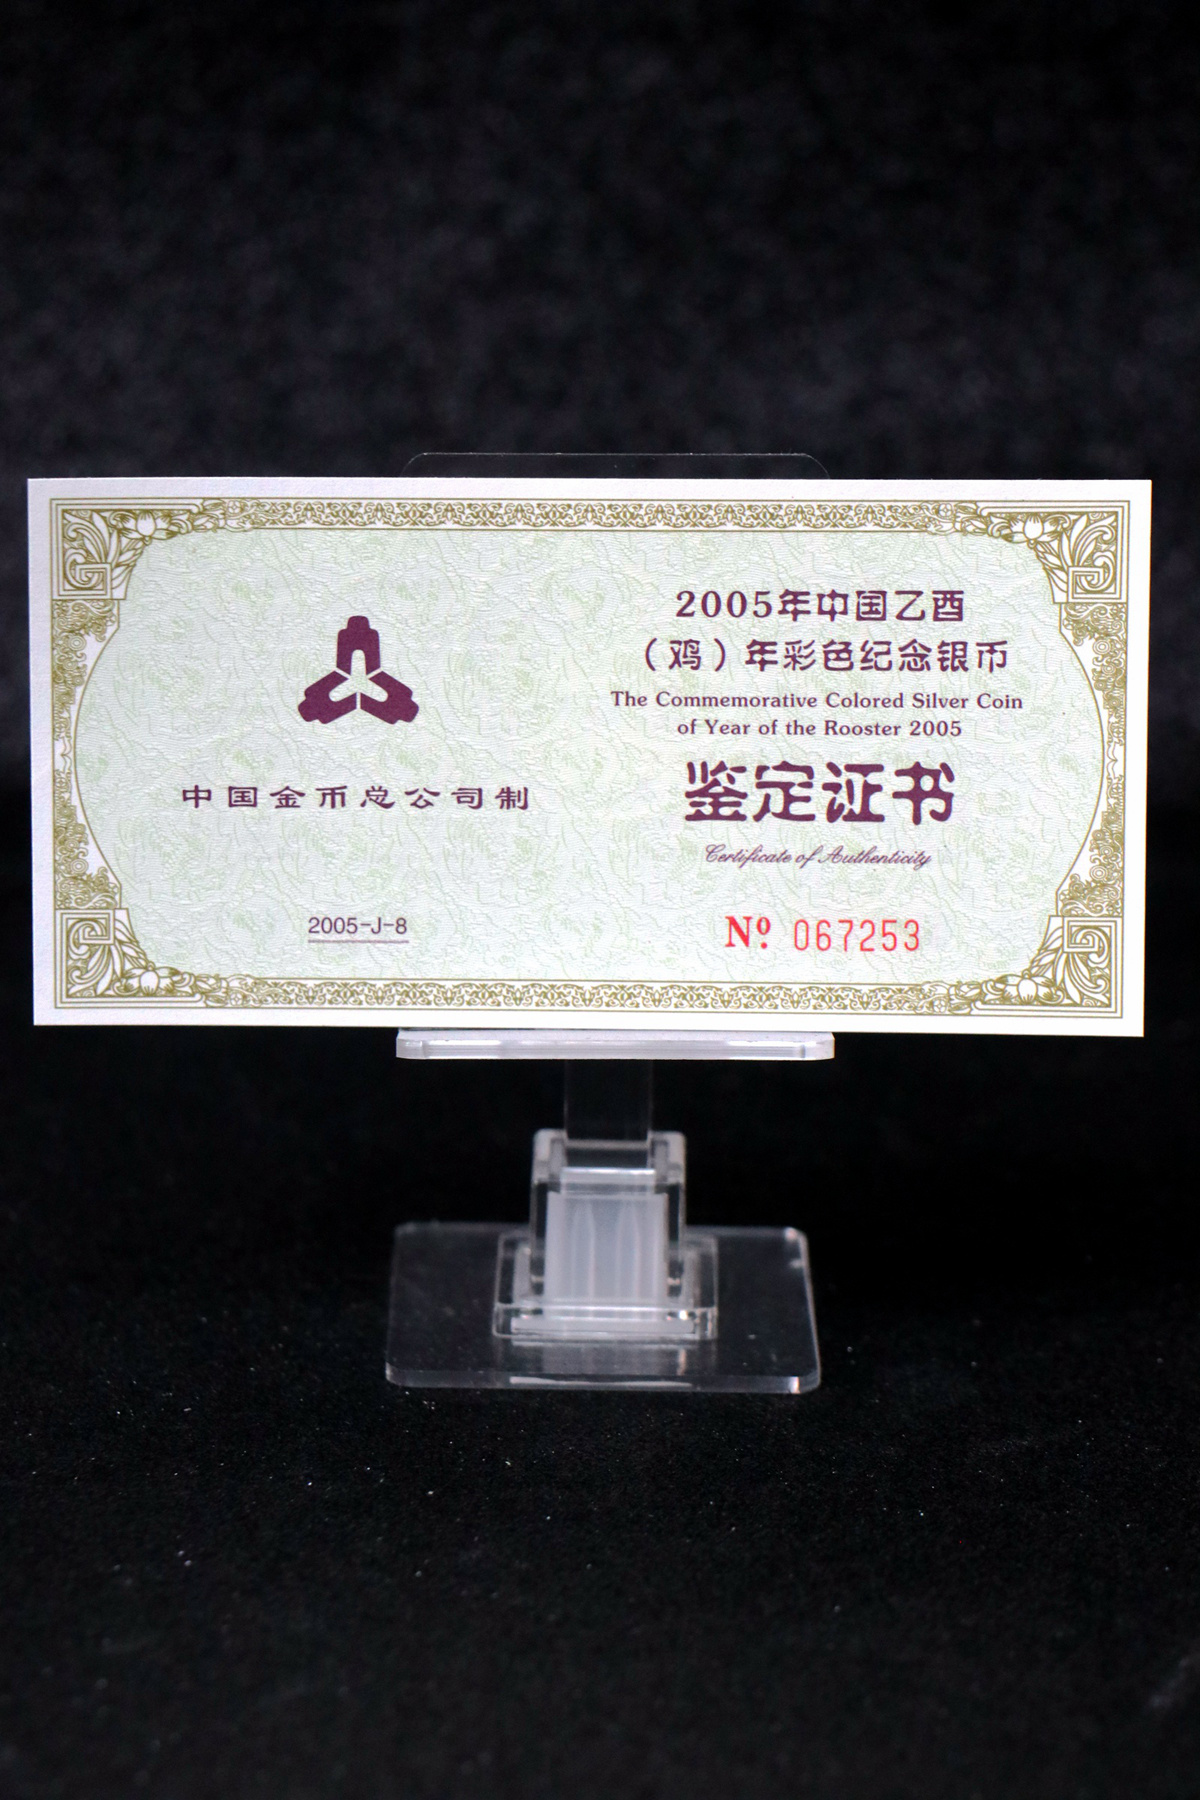 中国金币总公司制
2005-J-8
2005年中国乙酉
（鸡）年彩色纪念银币
The Commemorative Colored Silver Coin
of Year of the Rooster 2005
鉴定证书
Certificate of Authenticity
Nº 067253